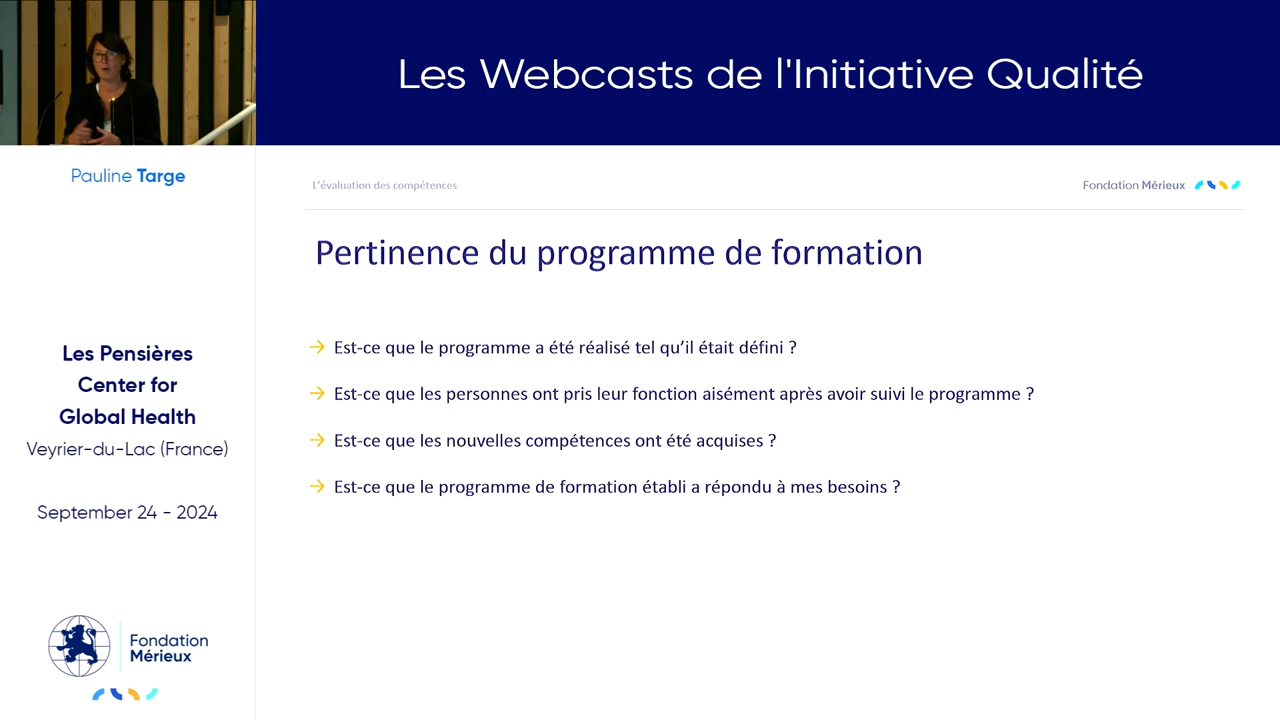 Les Webcasts de l'Initiative Qualité
Pauline Targe
Les Pensières
Center for
Global Health
Veyrier-du-Lac (France)
September 24 - 2024
Fondation
Mérieux
L’évaluation des compétences
Fondation Mérieux
Pertinence du programme de formation
→ Est-ce que le programme a été réalisé tel qu’il était défini ?
→ Est-ce que les personnes ont pris leur fonction aisément après avoir suivi le programme ?
→ Est-ce que les nouvelles compétences ont été acquises ?
→ Est-ce que le programme de formation établi a répondu à mes besoins ?